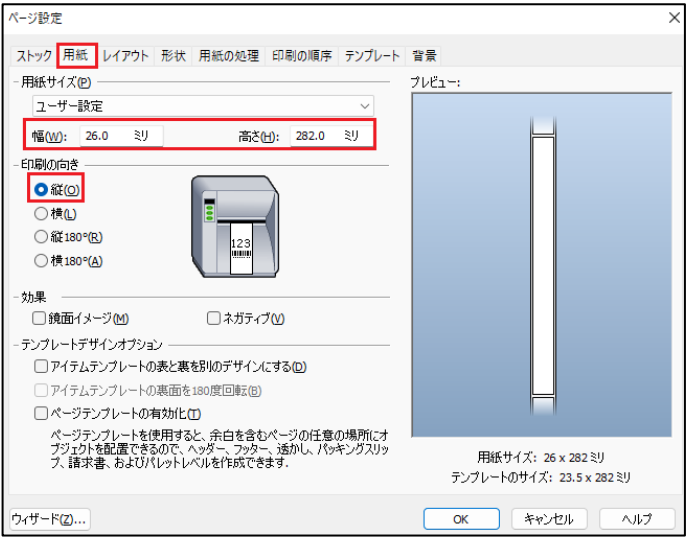 ページ設定
ストック 用紙 レイアウト 形状 用紙の処理 印刷の順序 テンプレート 背景
用紙サイズ(P)
ユーザー設定
幅(W): 26.0 ミリ 高さ(H): 282.0 ミリ
印刷の向き
縦(O)
横(L)
縦180°(R)
横180°(A)
123
効果
鏡面イメージ(M) ネガティブ(V)
テンプレートデザインオプション
アイテムテンプレートの表と裏を別のデザインにする(D)
アイテムテンプレートの裏面を180度回転(B)
ページテンプレートの有効化(T)
ページテンプレートを使用すると、余白を含むページの任意の場所にオ
ブジェクトを配置できるので、ヘッダー、フッター、透かし、パッキングスリッ
プ、請求書、およびパレットレベルを作成できます.
プレビュー:
用紙サイズ: 26 x 282 ミリ
テンプレートのサイズ: 23.5 x 282 ミリ
ウィザード(Z)... OK キャンセル ヘルプ